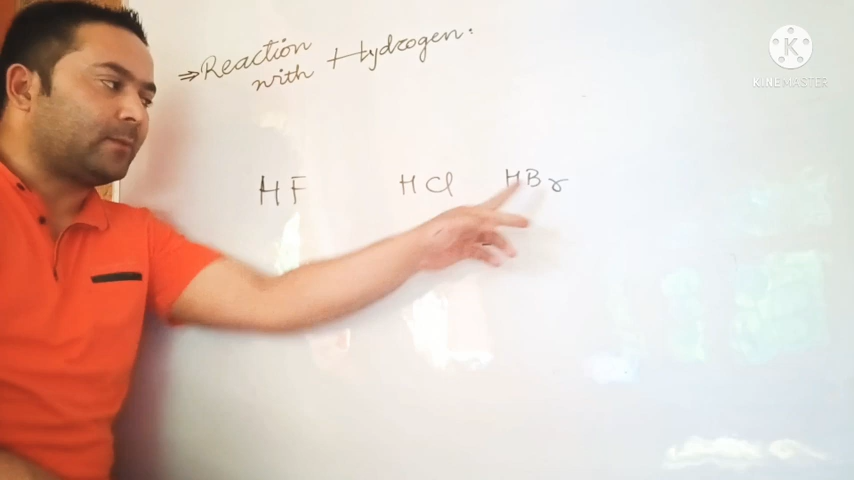 ⇒Reaction
with Hydrogen.
HF HCl HBr
K
KINEMASTER